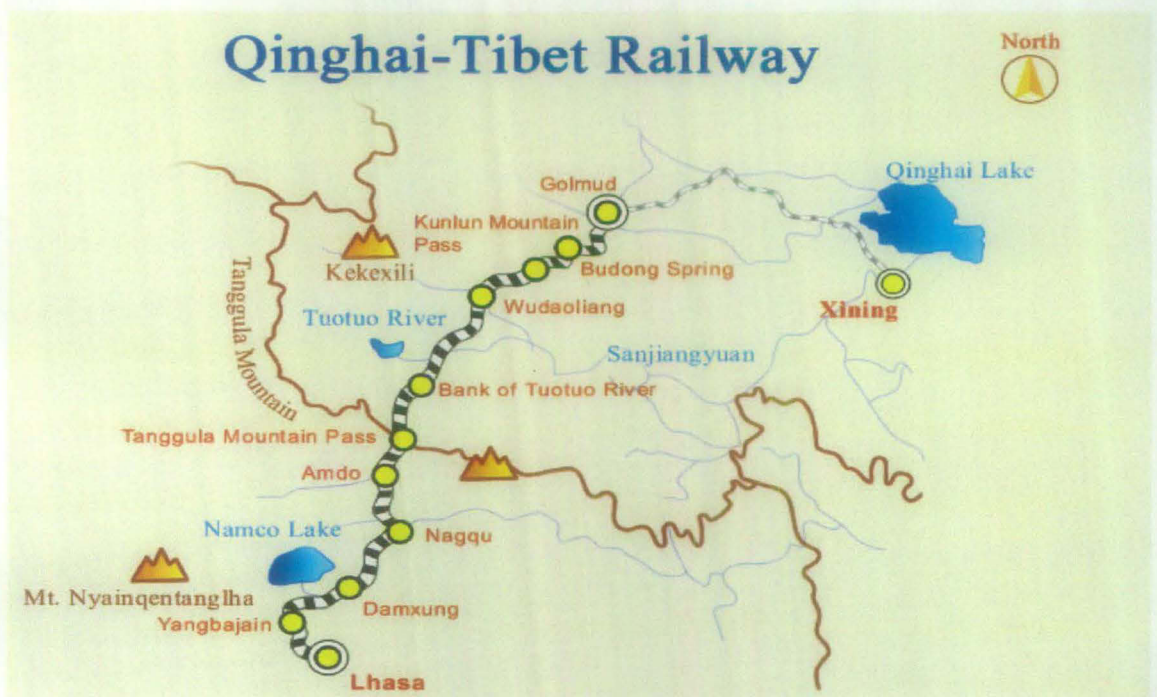 Qinghai-Tibet Railway
North
Qinghai Lake
Golmud
Kunlun Mountain
Pass
Kekexili
Budong Spring
Xining
Tanggula Mountain
Tuotuo River
Wudaoliang
Sanjiangyuan
Bank of Tuotuo River
Tanggula Mountain Pass
Amdo
Namco Lake
Nagqu
Mt. Nyainqentanglha
Damxung
Yangbajain
Lhasa